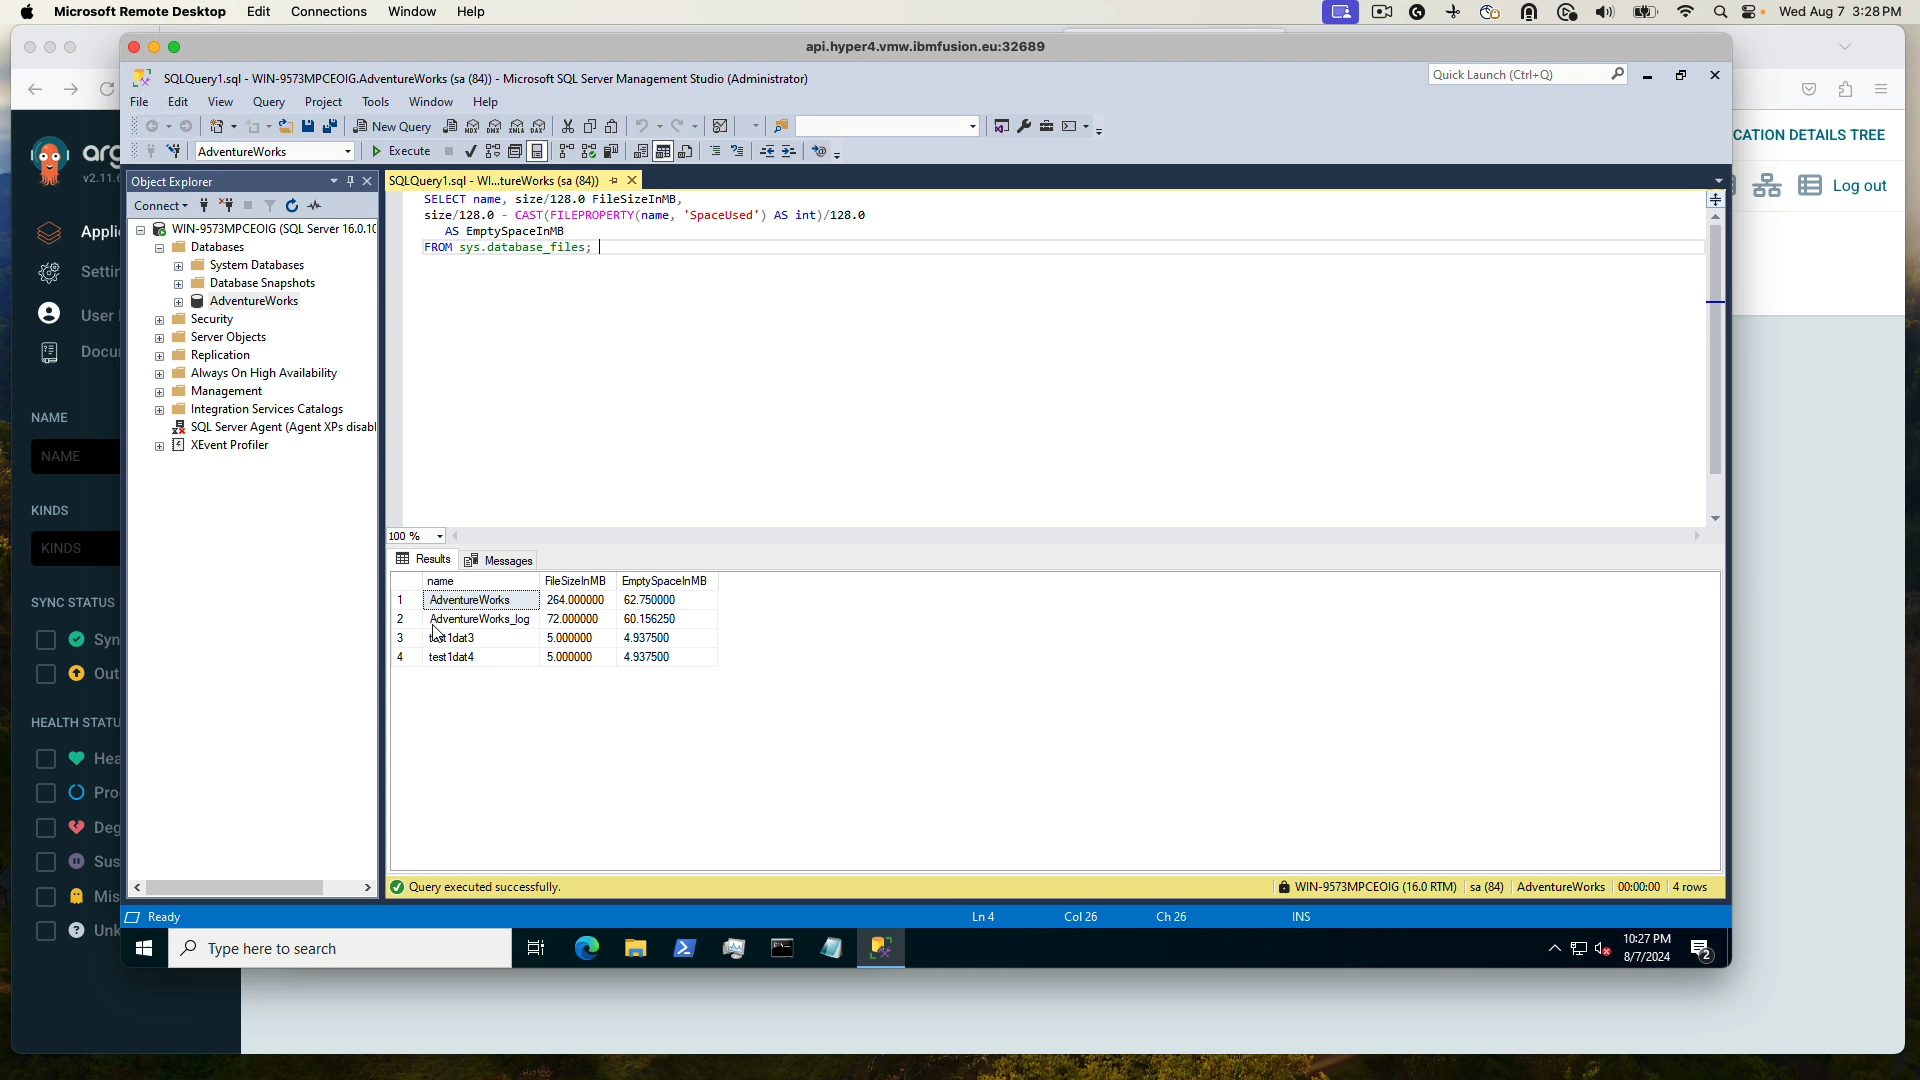 Microsoft Remote Desktop Edit Connections Window Help
Wed Aug 7 3:28 PM
api.hyper4.vmw.ibmfusion.eu:32689
SQLQuery1.sql - WIN-9573MPCEOIG.AdventureWorks (sa (84)) - Microsoft SQL Server Management Studio (Administrator)
Quick Launch (Ctrl+Q)
File Edit View Query Project Tools Window Help
New Query
MDX DMX XMLA DAX
AdventureWorks
Execute
Object Explorer
Connect
WIN-9573MPCEOIG (SQL Server 16.0.10
Databases
System Databases
Database Snapshots
AdventureWorks
Security
Server Objects
Replication
Always On High Availability
Management
Integration Services Catalogs
SQL Server Agent (Agent XPs disabl
XEvent Profiler
SQLQuery1.sql - WI...tureWorks (sa (84))
SELECT name, size/128.0 FileSizeInMB,
size/128.0 - CAST(FILEPROPERTY(name, 'SpaceUsed') AS int)/128.0
AS EmptySpaceInMB
FROM sys.database_files;
100 %
Results Messages
name FileSizeInMB EmptySpaceInMB
1 AdventureWorks 264.000000 62.750000
2 AdventureWorks_log 72.000000 60.156250
3 test1dat3 5.000000 4.937500
4 test1dat4 5.000000 4.937500
Query executed successfully.
WIN-9573MPCEOIG (16.0 RTM) sa (84) AdventureWorks 00:00:00 4 rows
Ready Ln 4 Col 26 Ch 26 INS
Type here to search
10:27 PM
8/7/2024
2
arg
v2.11.
Appli
Settin
User
Docu
NAME
NAME
KINDS
KINDS
SYNC STATUS
Syn
Out
HEALTH STATU
Hea
Pro
Deg
Sus
Mis
Unk
CATION DETAILS TREE
Log out